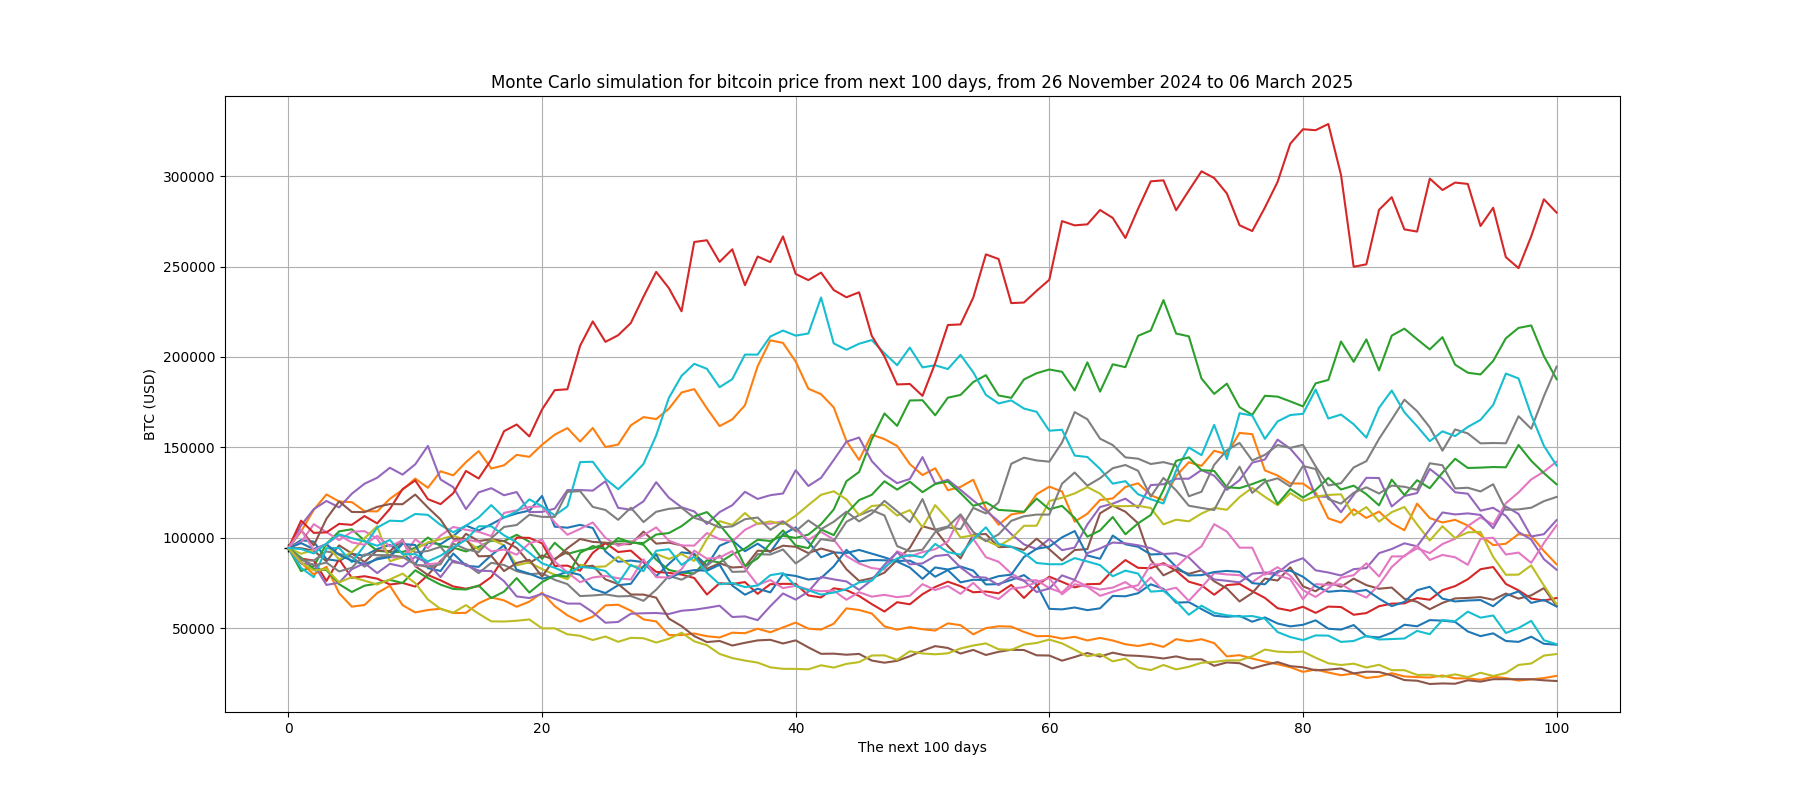 Monte Carlo simulation for bitcoin price from next 100 days, from 26 November 2024 to 06 March 2025
BTC (USD)
300000
250000
200000
150000
100000
50000
0 20 40 60 80 100
The next 100 days